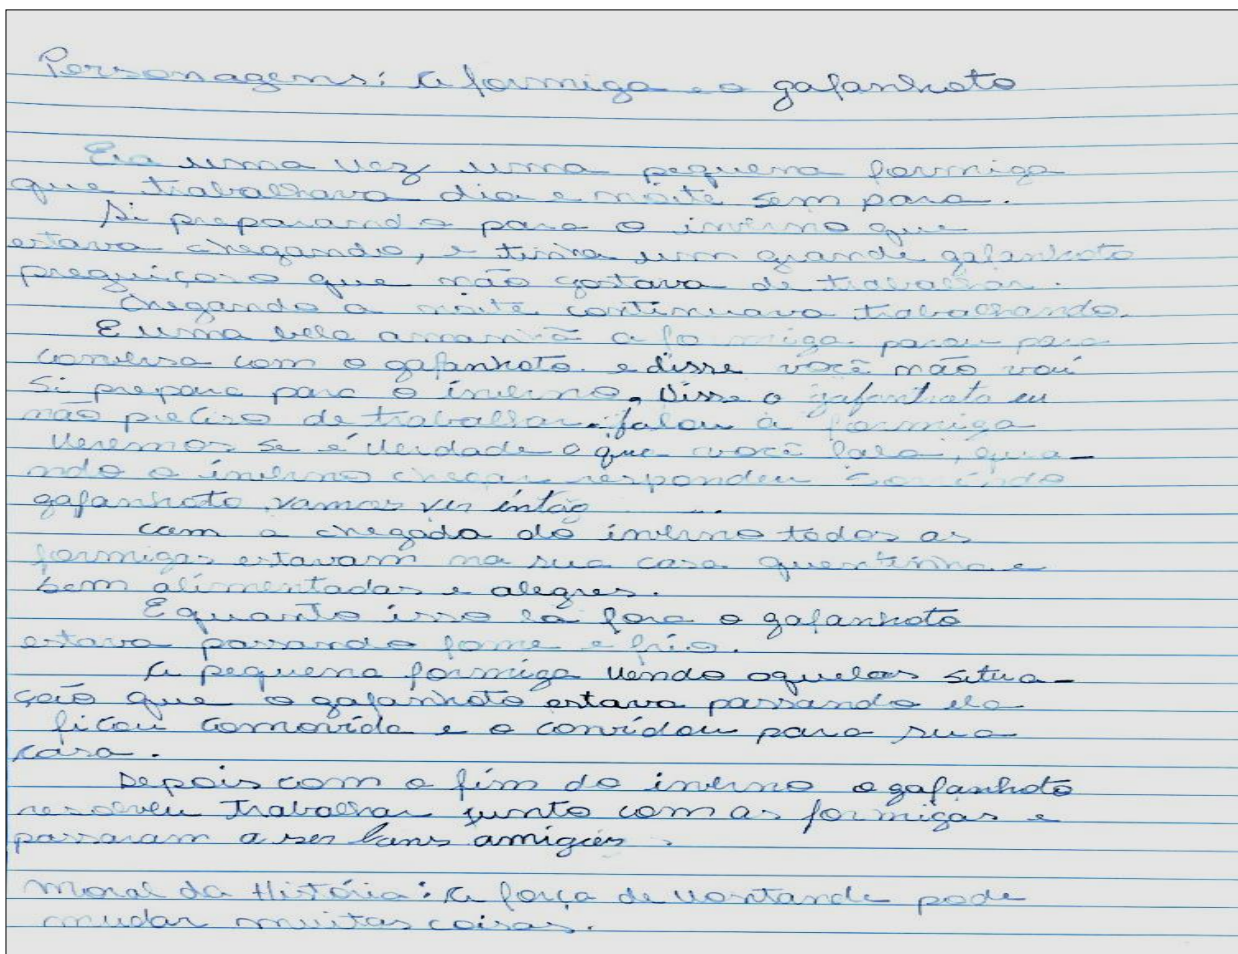 Personagens: A formiga e o gafanhoto
Era uma vez uma pequena formiga
que trabalhava dia e nöite sem para.
Si preparando para o inverno que
estava chegando, e tinha um grande gafanhoto
preguiçoso que não gostava de trabalhar.
Chegando a nöite continuava trabalhando.
E uma bela amanhã a formiga parou para
conversa com o gafanhoto. e disse você não vai
si prepara para o inverno. Disse o gafanhoto eu
não preciso de trabalhar. falou a formiga
veremos se é verdade o que você fala, qua-
ndo o inverno chegar respondeu sorrindo
gafanhoto, vamos ver então ....
com a chegada do inverno todos as
formigas estavam na sua casa quentinha e
bem alimentadas e alegres.
Equanto isso lá fora o gafanhoto
estava passando fome e frio.
A pequena formiga vendo aquelas situa-
ção que o gafanhoto estava passando ela
ficou comovida e o convidou para sua
casa.
Depois com o fim do inverno o gafanhoto
resolveu trabalhar junto com as formigas e
passaram a ser bons amigos.
Moral da História: A força de vontande pode
mudar muitas coisas.